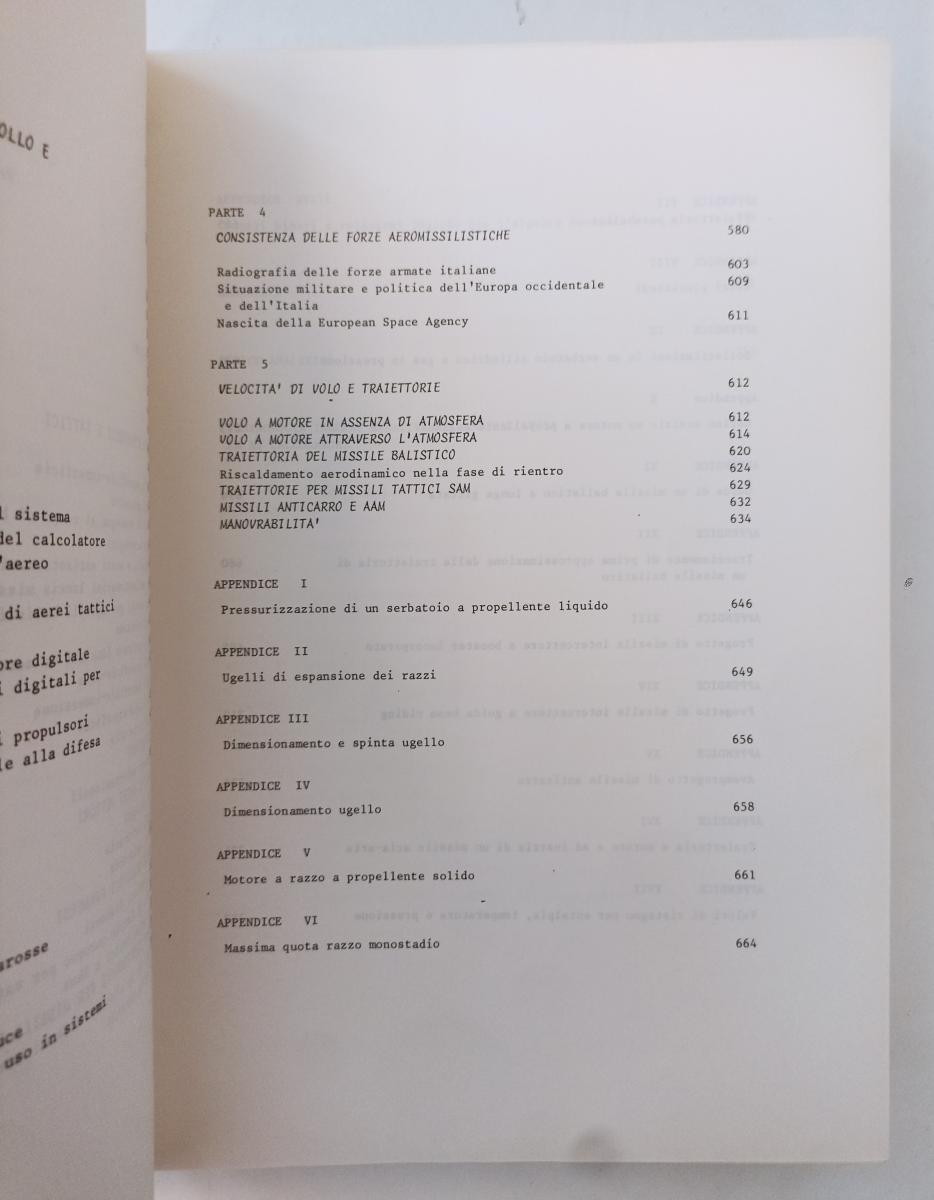 OLLO E
l sistema
del calcolatore
'aereo
di aerei tattici
ore digitale
i digitali per
i propulsori
le alla difesa
arosse
uce
uso in sistemi
PARTE 4
CONSISTENZA DELLE FORZE AEROMISSILISTICHE 580
Radiografia delle forze armate italiane 603
Situazione militare e politica dell'Europa occidentale 609
e dell'Italia
Nascita della European Space Agency 611
PARTE 5
VELOCITA' DI VOLO E TRAIETTORIE 612
VOLO A MOTORE IN ASSENZA DI ATMOSFERA 612
VOLO A MOTORE ATTRAVERSO L'ATMOSFERA 614
TRAIETTORIA DEL MISSILE BALISTICO 620
Riscaldamento aerodinamico nella fase di rientro 624
TRAIETTORIE PER MISSILI TATTICI SAM 629
MISSILI ANTICARRO E AAM 632
MANOVRABILITA' 634
APPENDICE I
Pressurizzazione di un serbatoio a propellente liquido 646
APPENDICE II
Ugelli di espansione dei razzi 649
APPENDICE III
Dimensionamento e spinta ugello 656
APPENDICE IV
Dimensionamento ugello 658
APPENDICE V
Motore a razzo a propellente solido 661
APPENDICE VI
Massima quota razzo monostadio 664